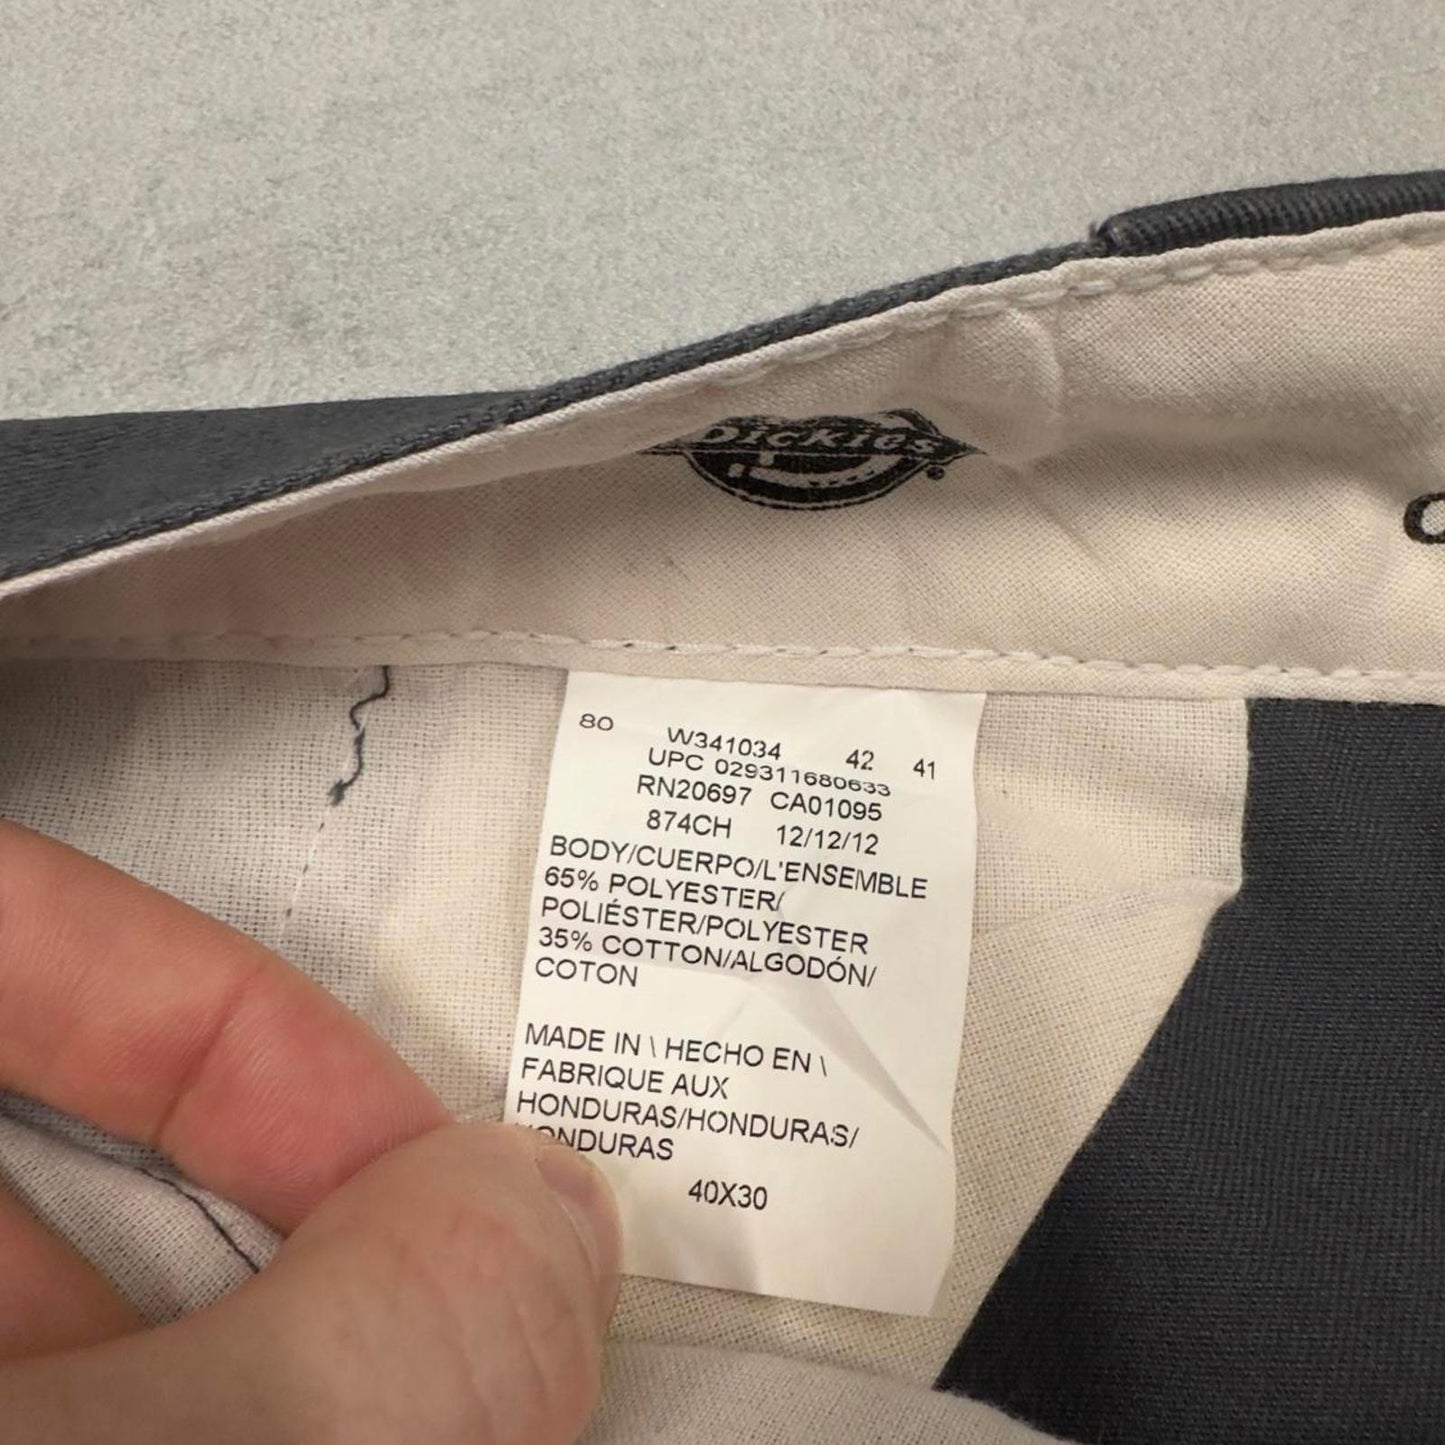 DICKIES
80 W341034 42 41
UPC 029311680633
RN20697 CA01095
874CH 12/12/12
BODY/CUERPO/L'ENSEMBLE
65% POLYESTER/
POLIÉSTER/POLYESTER
35% COTTON/ALGODÓN/
COTON
MADE IN \ HECHO EN \
FABRIQUE AUX
HONDURAS/HONDURAS/
HONDURAS
40X30